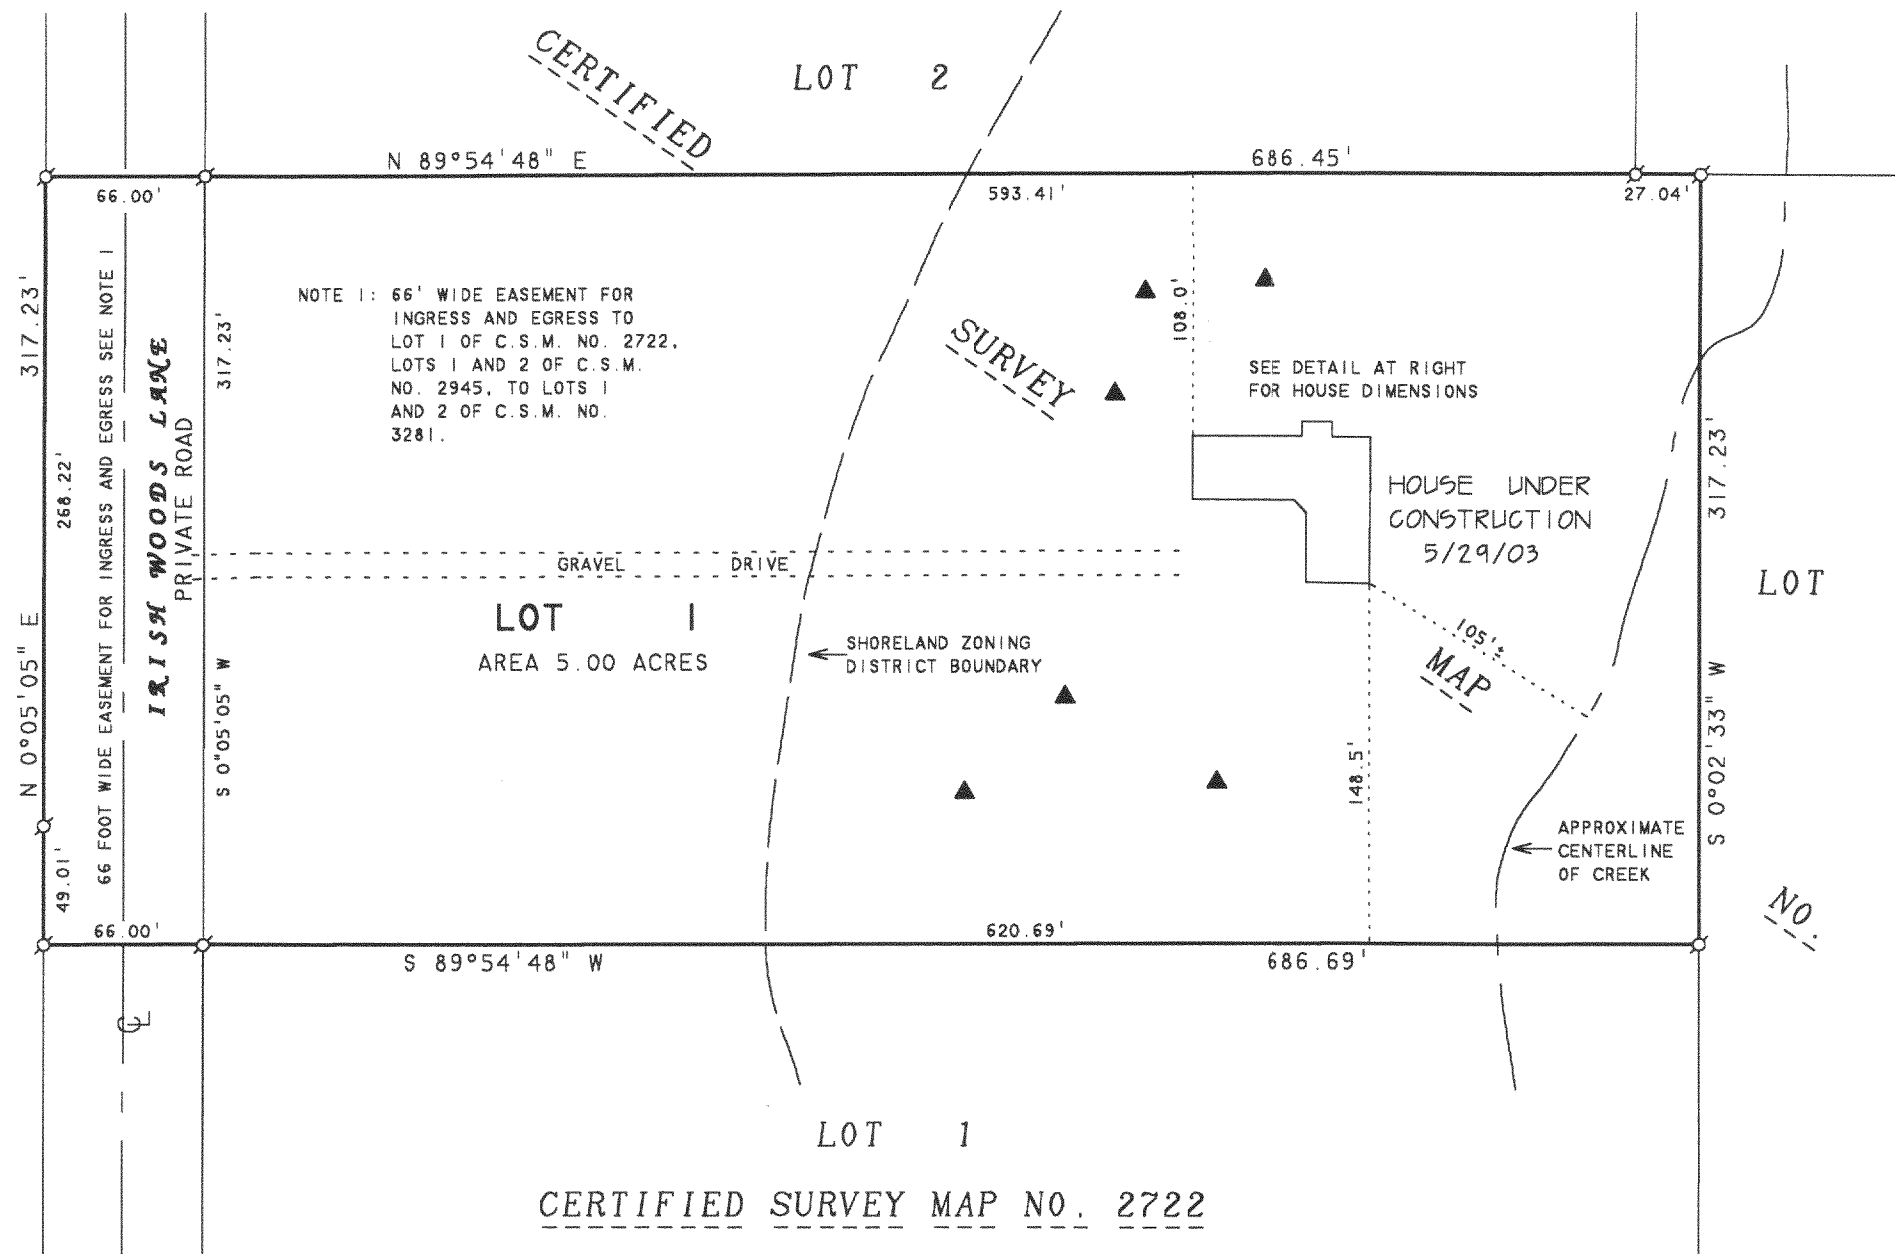 CERTIFIED
LOT 2
N 89°54'48" E
686.45'
66.00'
593.41'
27.04'
317.23'
268.22'
N 0°05'05" E
49.01'
66 FOOT WIDE EASEMENT FOR INGRESS AND EGRESS SEE NOTE 1
IRISH WOODS LANE
PRIVATE ROAD
317.23'
S 0"05'05" W
NOTE 1: 66' WIDE EASEMENT FOR
INGRESS AND EGRESS TO
LOT 1 OF C.S.M. NO. 2722,
LOTS 1 AND 2 OF C.S.M.
NO. 2945, TO LOTS 1
AND 2 OF C.S.M. NO.
3281.
SURVEY
108.0'
SEE DETAIL AT RIGHT
FOR HOUSE DIMENSIONS
HOUSE UNDER
CONSTRUCTION
5/29/03
317.23'
S 0°02'33" W
LOT
GRAVEL DRIVE
LOT 1
AREA 5.00 ACRES
SHORELAND ZONING
DISTRICT BOUNDARY
105'±
MAP
148.5'
APPROXIMATE
CENTERLINE
OF CREEK
NO.
66.00'
620.69'
S 89°54'48" W
686.69'
℄
LOT 1
CERTIFIED SURVEY MAP NO. 2722